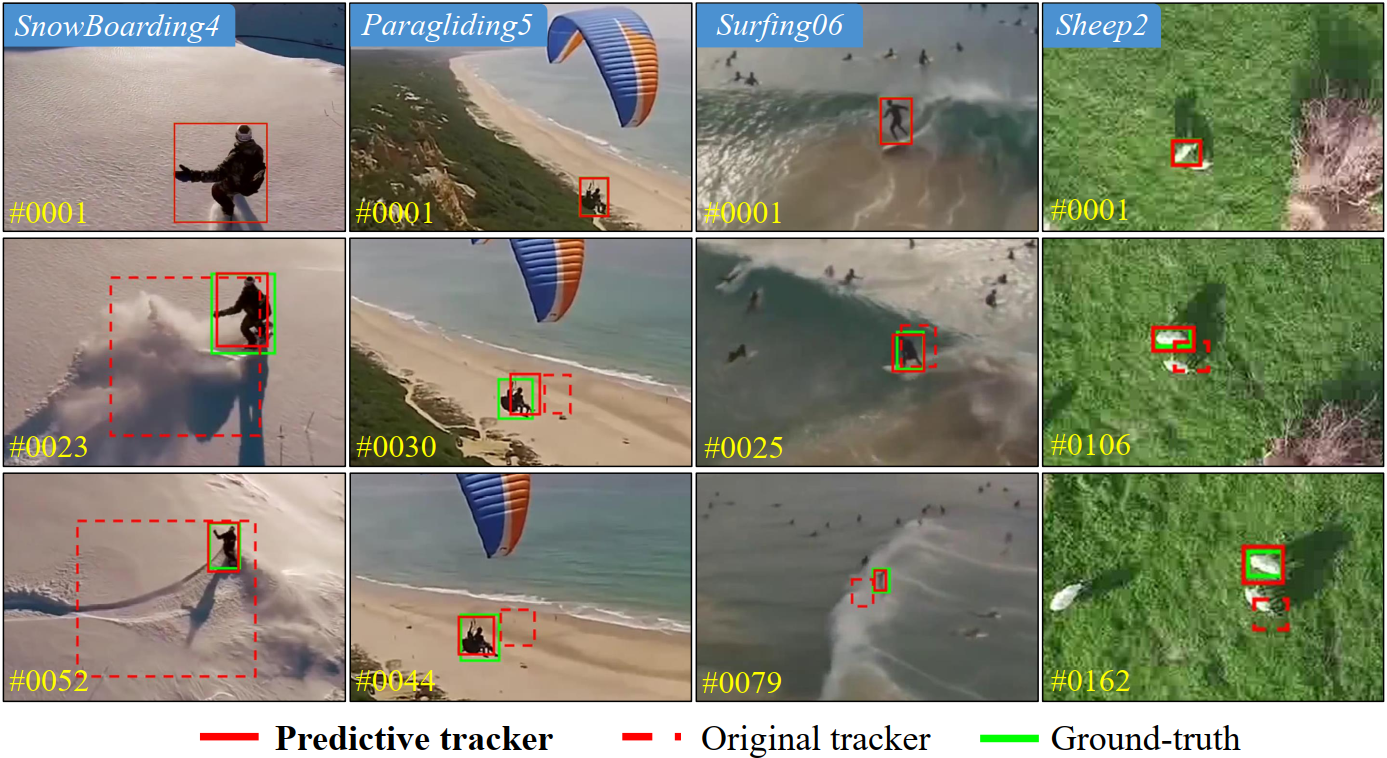 SnowBoarding4
Paragliding5
Surfing06
Sheep2
#0001
#0001
#0001
#0001
#0023
#0030
#0025
#0106
#0052
#0044
#0079
#0162
Predictive tracker
Original tracker
Ground-truth